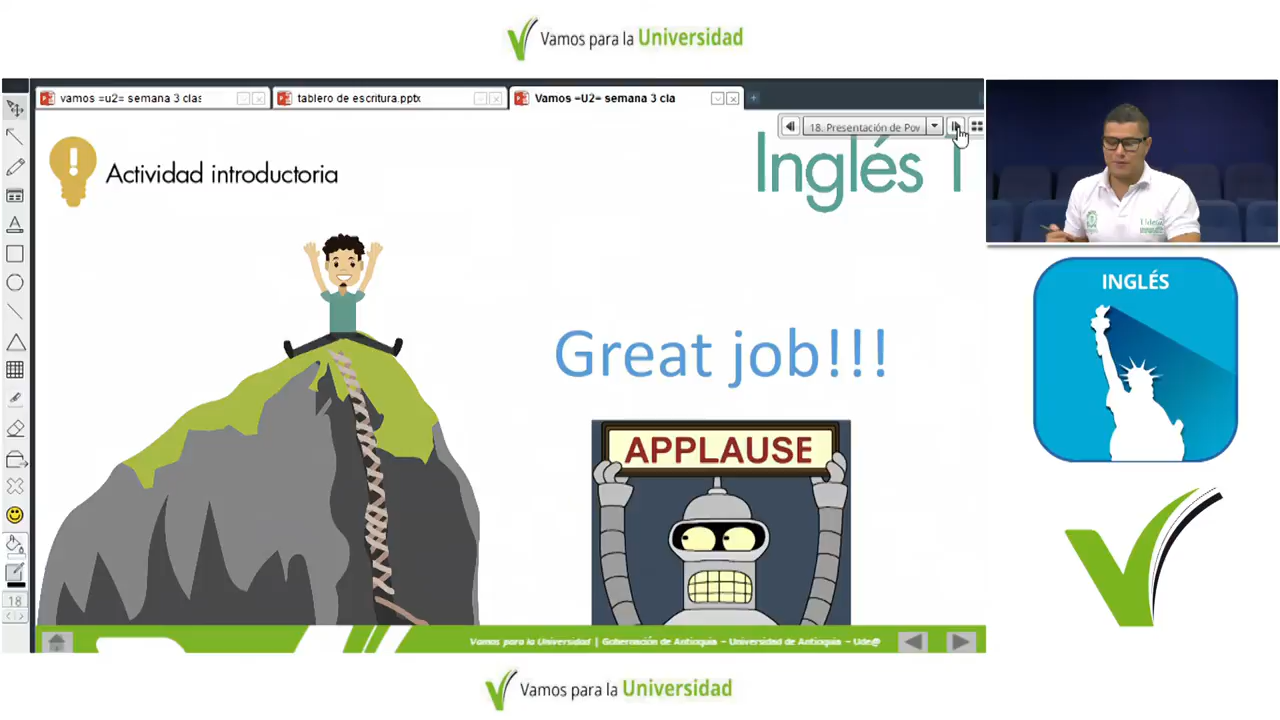 Vamos para la Universidad
vamos =u2= semana 3 clas
tablero de escritura.pptx
Vamos =U2= semana 3 cla
18. Presentación de Pov
Actividad introductoria
Inglés 1
INGLÉS
Great job!!!
APPLAUSE
18
Vamos para la Universidad | Gobernación de Antioquia - Universidad de Antioquia - Ude@
Vamos para la Universidad